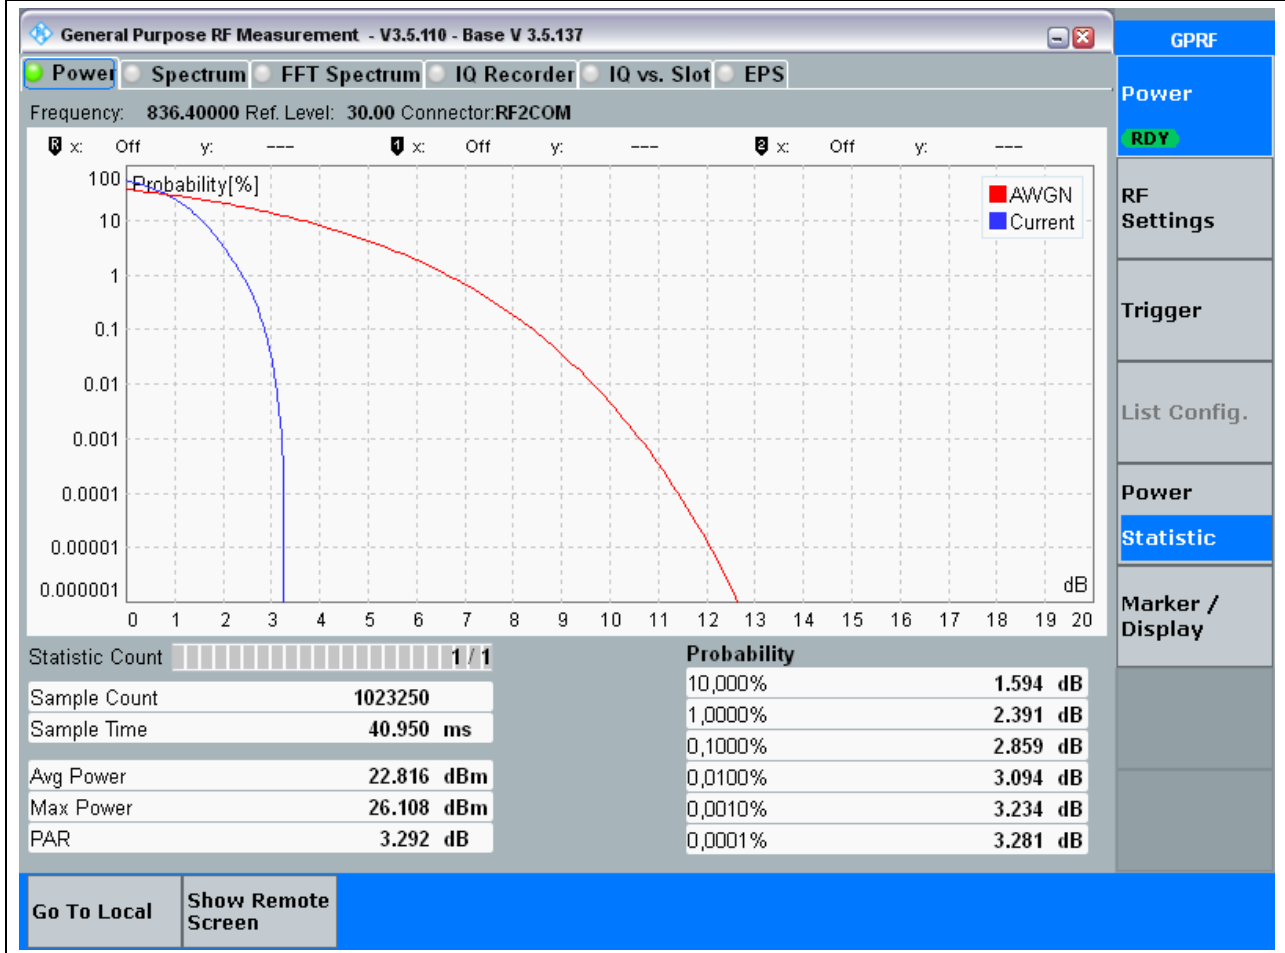 General Purpose RF Measurement - V3.5.110 - Base V 3.5.137
GPRF
Power Spectrum FFT Spectrum IQ Recorder IQ vs. Slot EPS
Power
RDY
Frequency: 836.40000 Ref. Level: 30.00 Connector:RF2COM
R x: Off y: --- 1 x: Off y: --- 2 x: Off y: ---
Probability[%]
AWGN
Current
100
10
1
0.1
0.01
0.001
0.0001
0.00001
0.000001
dB
0 1 2 3 4 5 6 7 8 9 10 11 12 13 14 15 16 17 18 19 20
RF
Settings
Trigger
List Config.
Power
Statistic
Marker /
Display
Statistic Count 1 / 1
Sample Count 1023250
Sample Time 40.950 ms
Avg Power 22.816 dBm
Max Power 26.108 dBm
PAR 3.292 dB
Probability
10,000% 1.594 dB
1,0000% 2.391 dB
0,1000% 2.859 dB
0,0100% 3.094 dB
0,0010% 3.234 dB
0,0001% 3.281 dB
Go To Local
Show Remote
Screen